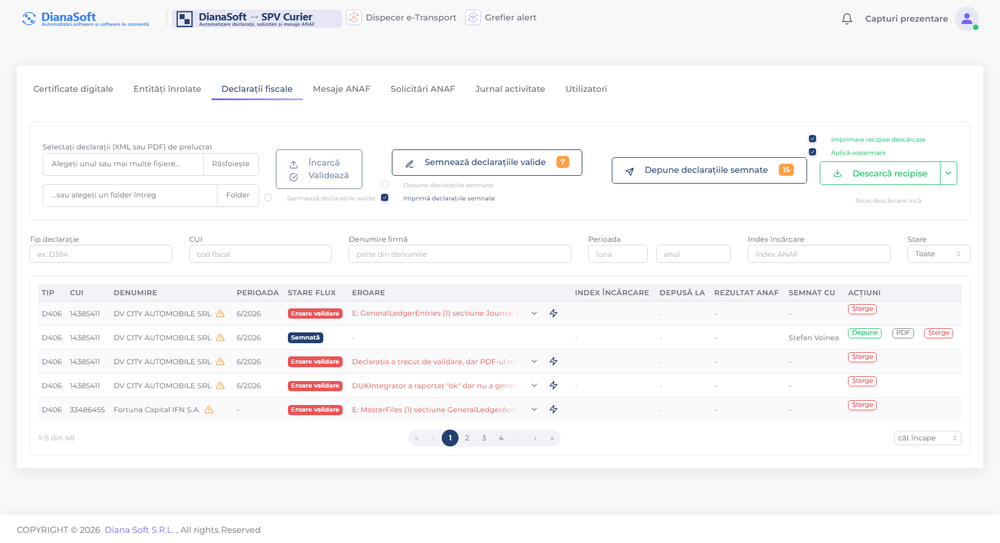 DianaSoft
Automatizări software și software la comandă
DianaSoft → SPV Curier
Automatizare declarații, solicitări și mesaje ANAF
Dispecer e-Transport
Grefier alert
Capturi prezentare
Certificate digitale
Entități înrolate
Declarații fiscale
Mesaje ANAF
Solicitări ANAF
Jurnal activitate
Utilizatori
Selectați declarații (XML sau PDF) de prelucrat
Alegeți unul sau mai multe fișiere...
Răsfoiește
...sau alegeți un folder întreg
Folder
Încarcă
Validează
Semnează declarațiile valide
Semnează declarațiile valide 7
Depune declarațiile semnate
Imprimă declarațiile semnate
Depune declarațiile semnate 15
Imprimare recipise descărcate
Aplică watermark
Descarcă recipise
Nicio descărcare încă
Tip declarație
ex. D394
CUI
cod fiscal
Denumire firmă
parte din denumire
Perioada
luna
anul
Index încărcare
index ANAF
Stare
Toate
TIP CUI DENUMIRE PERIOADA STARE FLUX EROARE INDEX ÎNCĂRCARE DEPUSĂ LA REZULTAT ANAF SEMNAT CU ACȚIUNI
D406 14385411 DV CITY AUTOMOBILE SRL 6/2026 Eroare validare E: GeneralLedgerEntries (1) sectiune Journal - - - - Șterge
D406 14385411 DV CITY AUTOMOBILE SRL 6/2026 Semnată - - - - Stefan Voinea Depune PDF Șterge
D406 14385411 DV CITY AUTOMOBILE SRL 6/2026 Eroare validare Declarația a trecut de validare, dar PDF-ul nu - - - - Șterge
D406 14385411 DV CITY AUTOMOBILE SRL 6/2026 Eroare validare DUKIntegrator a raportat "ok" dar nu a genera - - - - Șterge
D406 33486455 Fortuna Capital IFN S.A. - Eroare validare E: MasterFiles (1) sectiune GeneralLedgerAcco - - - - Șterge
1–5 din 48
« ‹ 1 2 3 4 ... › »
cât încape
COPYRIGHT © 2026 Diana Soft S.R.L. , All rights Reserved